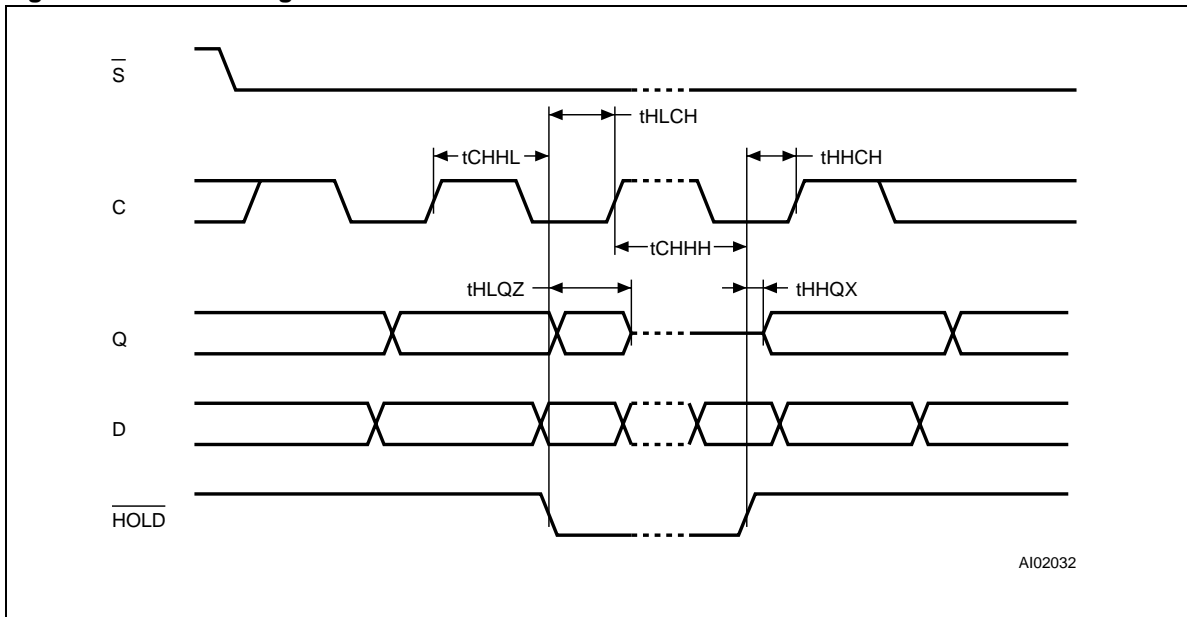 S
tHLCH
tCHHL
tHHCH
C
tCHHH
tHLQZ
tHHQX
Q
D
HOLD
AI02032